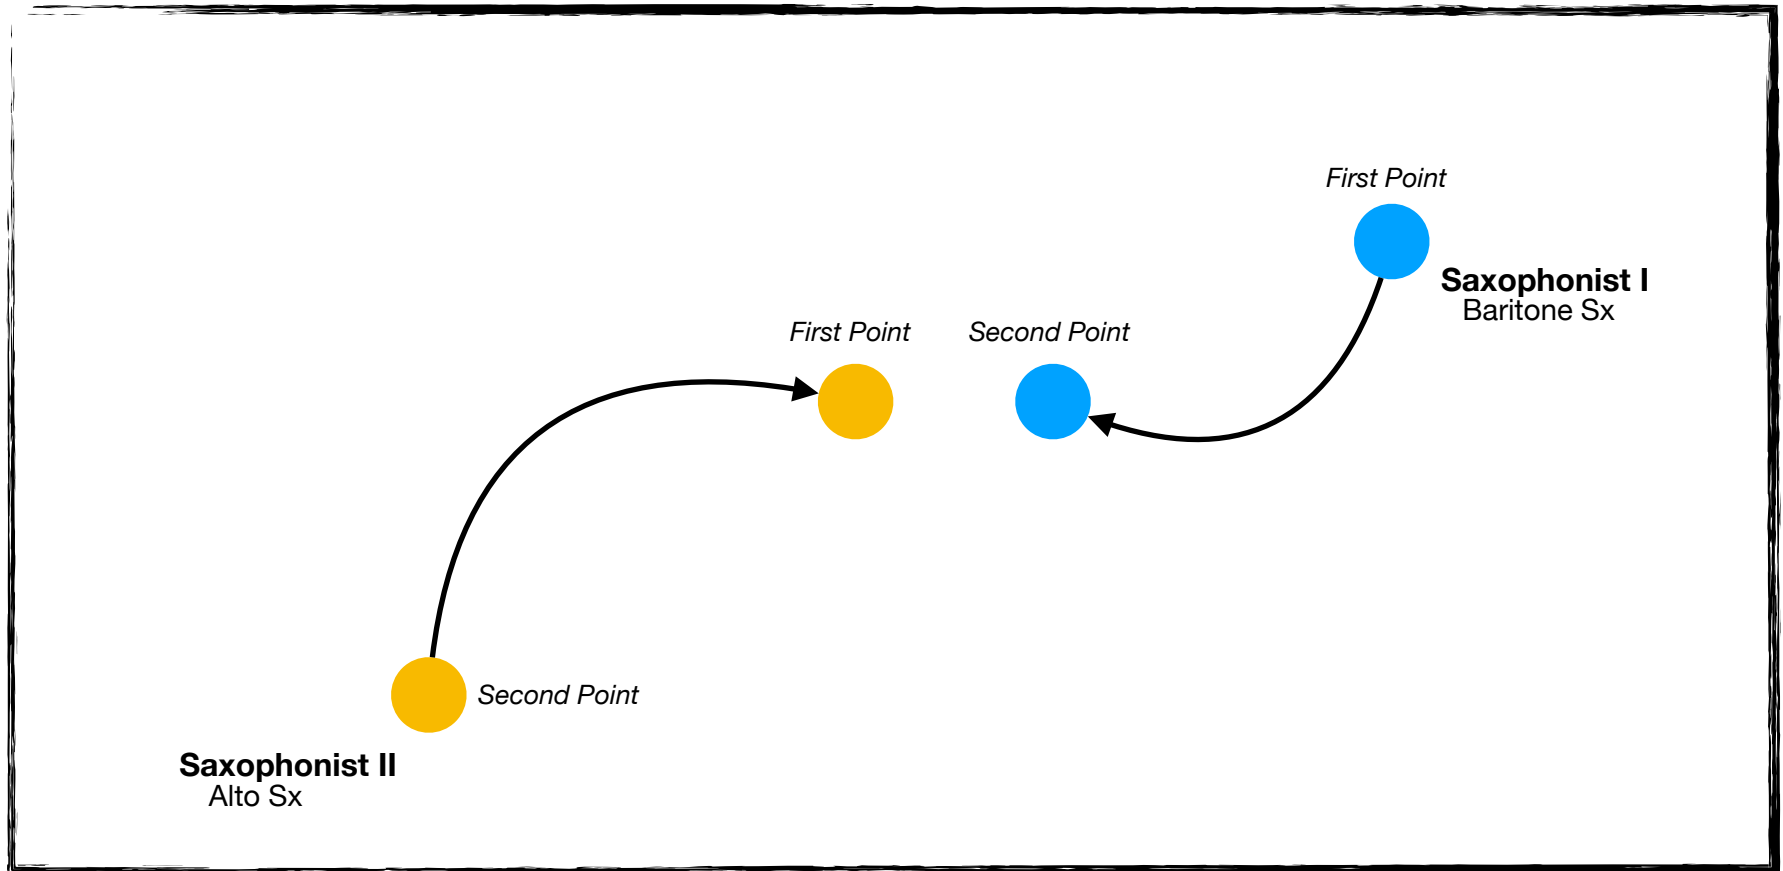 First Point
Saxophonist I
Baritone Sx
First Point
Second Point
Second Point
Saxophonist II
Alto Sx